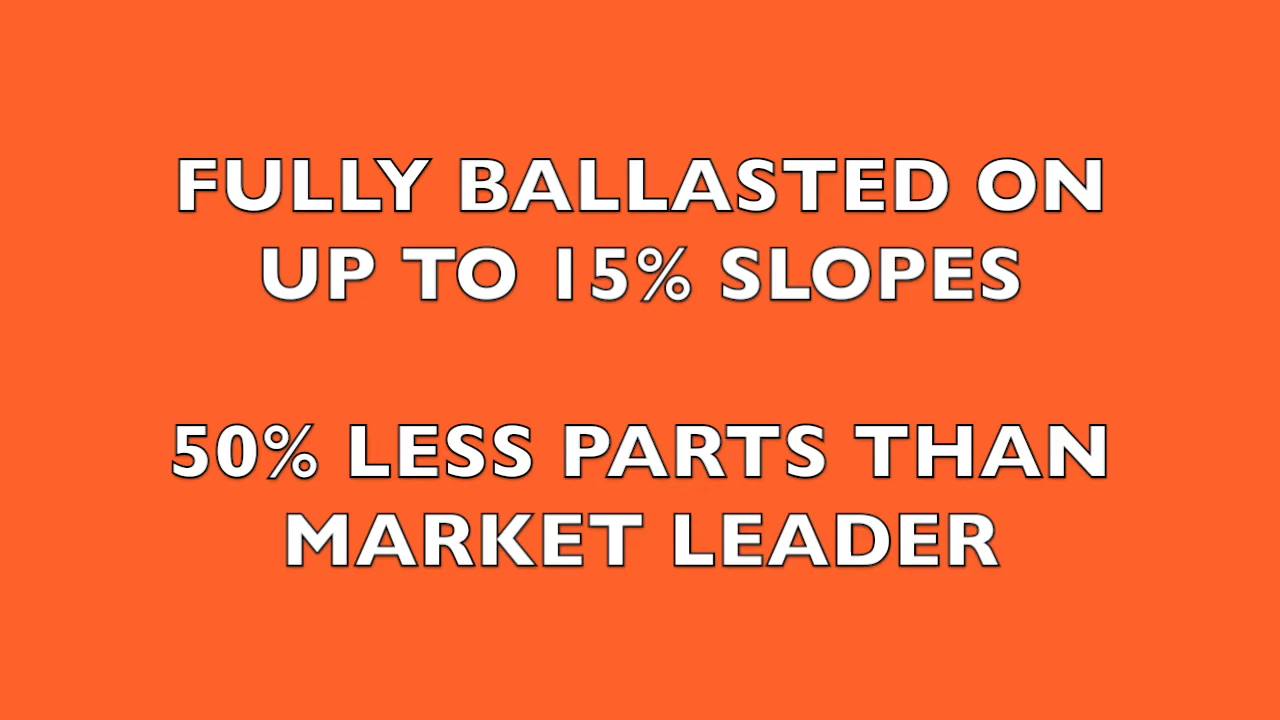 FULLY BALLASTED ON
UP TO 15% SLOPES
50% LESS PARTS THAN
MARKET LEADER